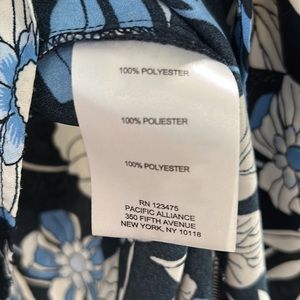 100% POLYESTER
100% POLIESTER
100% POLYESTER
RN 123475
PACIFIC ALLIANCE
350 FIFTH AVENUE
NEW YORK, NY 10118